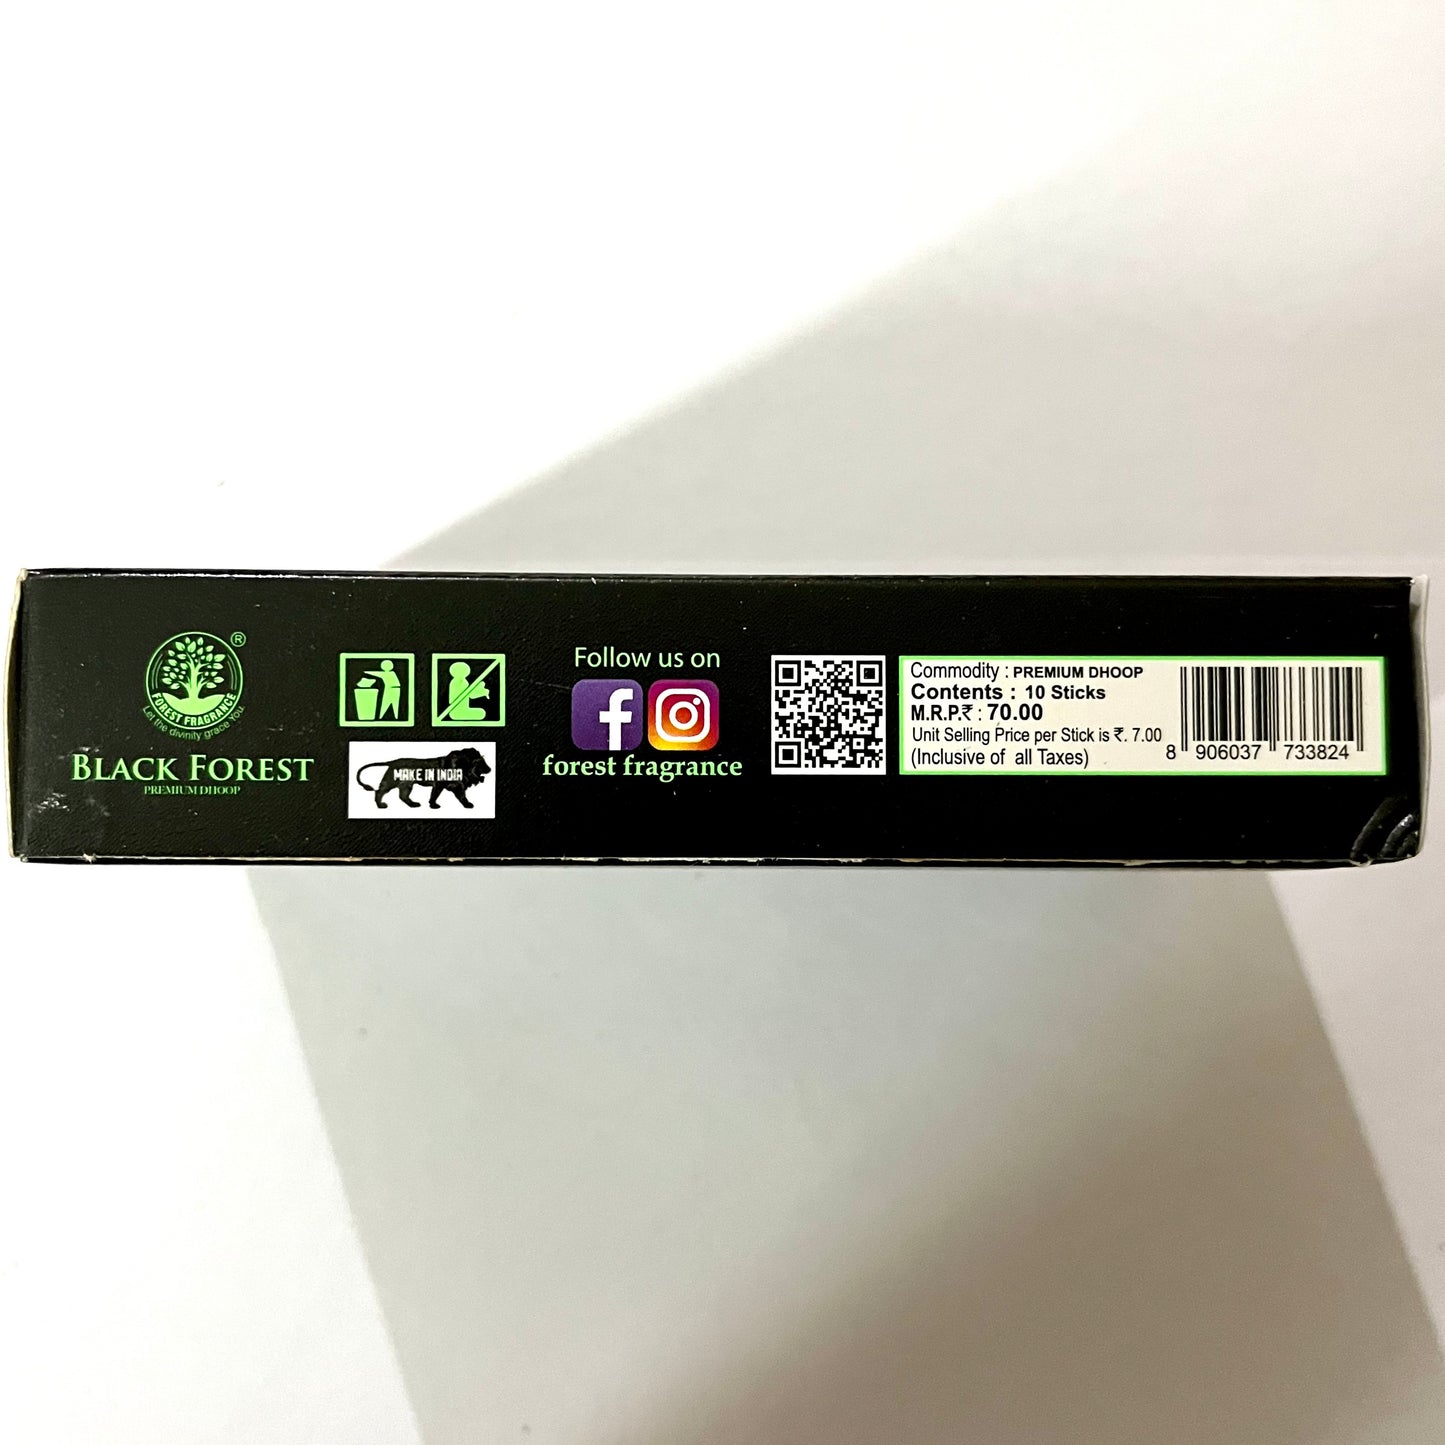 ®
FOREST FRAGRANCE
Let the divinity grace You.
BLACK FOREST
PREMIUM DHOOP
MAKE IN INDIA
Follow us on
forest fragrance
Commodity : PREMIUM DHOOP
Contents : 10 Sticks
M.R.P.₹ : 70.00
Unit Selling Price per Stick is ₹. 7.00
(Inclusive of all Taxes)
8 906037 733824